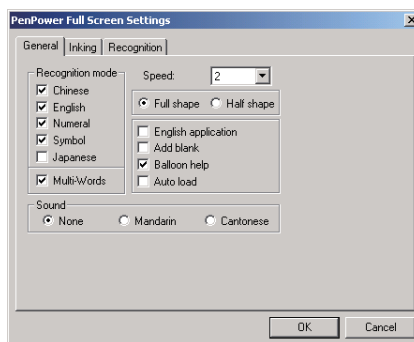 PenPower Full Screen Settings
General Inking Recognition
Recognition mode
Chinese
English
Numeral
Symbol
Japanese
Multi-Words
Speed: 2
Full shape Half shape
English application
Add blank
Balloon help
Auto load
Sound
None Mandarin Cantonese
OK Cancel